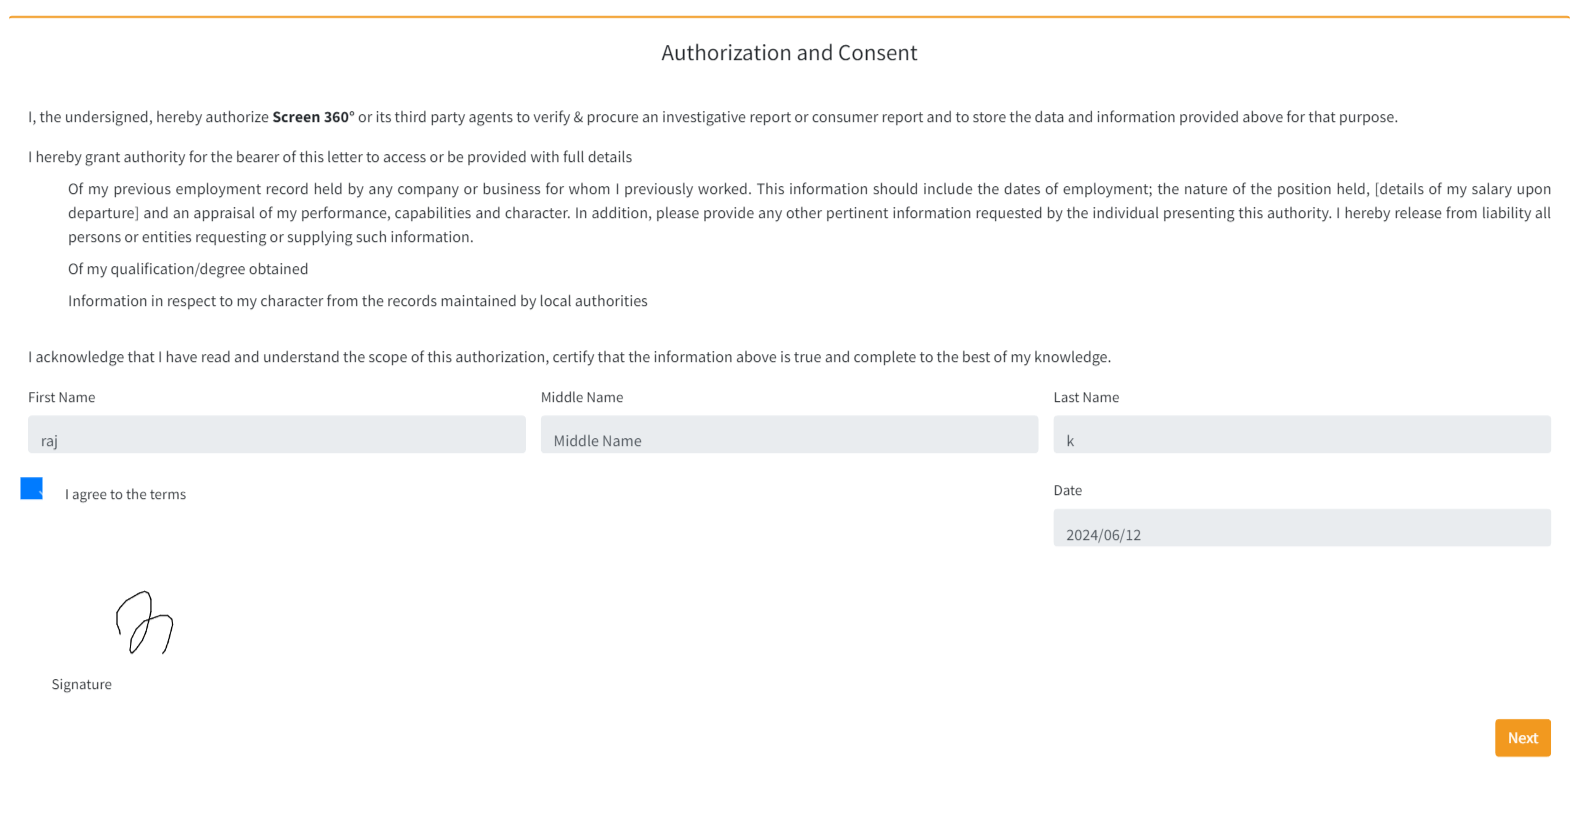 Authorization and Consent
I, the undersigned, hereby authorize Screen 360° or its third party agents to verify & procure an investigative report or consumer report and to store the data and information provided above for that purpose.
I hereby grant authority for the bearer of this letter to access or be provided with full details
Of my previous employment record held by any company or business for whom I previously worked. This information should include the dates of employment; the nature of the position held, [details of my salary upon
departure] and an appraisal of my performance, capabilities and character. In addition, please provide any other pertinent information requested by the individual presenting this authority. I hereby release from liability all
persons or entities requesting or supplying such information.
Of my qualification/degree obtained
Information in respect to my character from the records maintained by local authorities
I acknowledge that I have read and understand the scope of this authorization, certify that the information above is true and complete to the best of my knowledge.
First Name Middle Name Last Name
raj Middle Name k
I agree to the terms Date
2024/06/12
Signature
Next